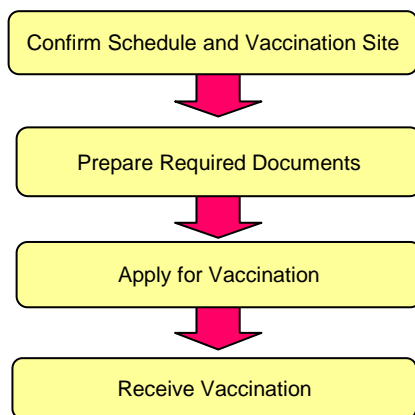 Confirm Schedule and Vaccination Site
Prepare Required Documents
Apply for Vaccination
Receive Vaccination